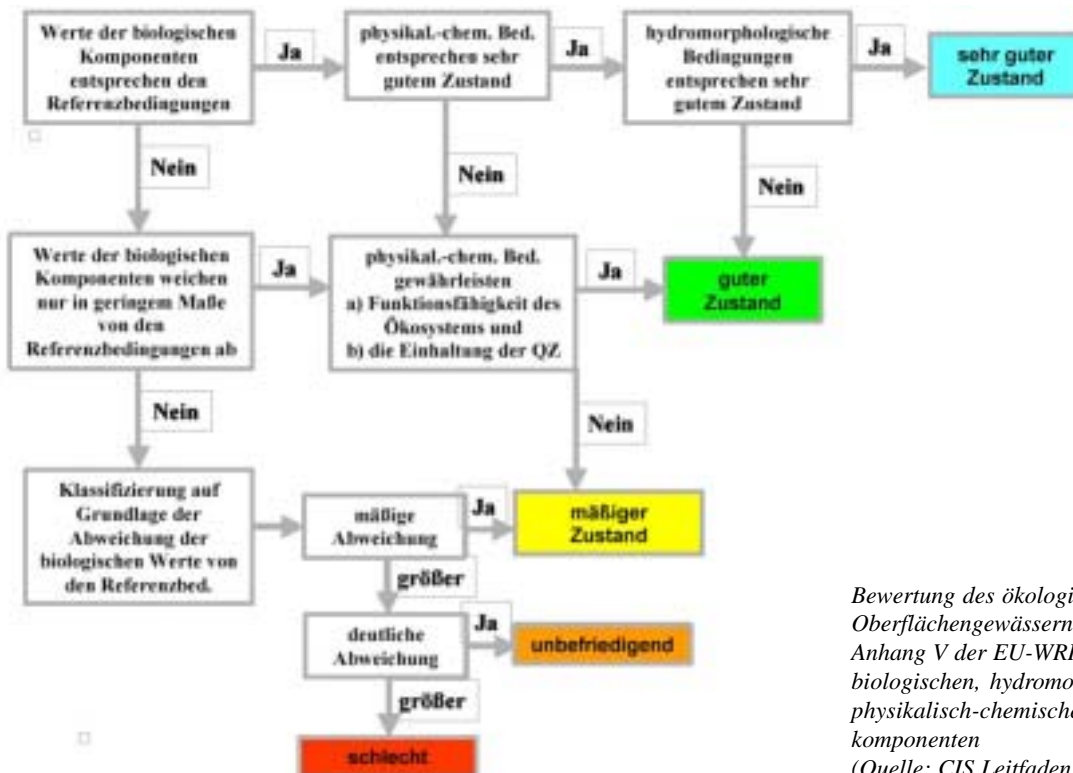 Werte der biologischen
Komponenten
entsprechen den
Referenzbedingungen
Ja
physikal.-chem. Bed.
entsprechen sehr
gutem Zustand
Ja
hydromorphologische
Bedingungen
entsprechen sehr
gutem Zustand
Ja
sehr guter
Zustand
Nein
Nein
Nein
Werte der biologischen
Komponenten weichen
nur in geringem Maße
von den
Referenzbedingungen ab
Ja
physikal.-chem. Bed.
gewährleisten
a) Funktionsfähigkeit des
Ökosystems und
b) die Einhaltung der QZ
Ja
guter
Zustand
Nein
Nein
Klassifizierung auf
Grundlage der
Abweichung der
biologischen Werte von
den Referenzbed.
mäßige
Abweichung
Ja
mäßiger
Zustand
größer
deutliche
Abweichung
Ja
unbefriedigend
größer
schlecht
Bewertung des ökologi
Oberflächengewässern
Anhang V der EU-WRI
biologischen, hydromo
physikalisch-chemische
komponenten
(Quelle: CIS Leitfaden